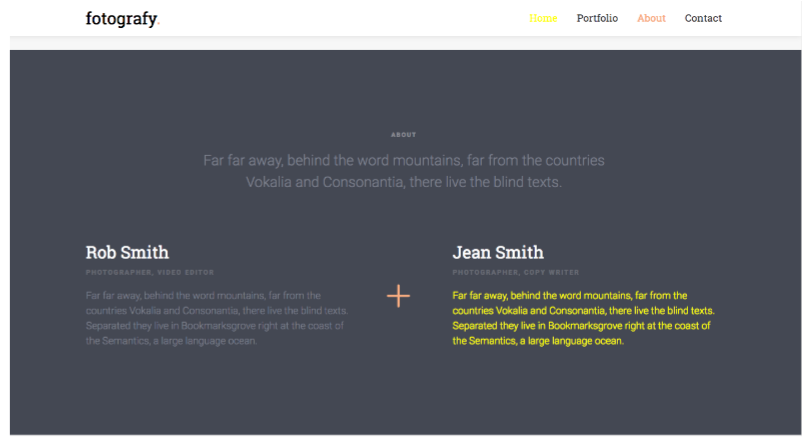 fotografy.
Home Portfolio About Contact
ABOUT
Far far away, behind the word mountains, far from the countries
Vokalia and Consonantia, there live the blind texts.
Rob Smith
PHOTOGRAPHER, VIDEO EDITOR
Far far away, behind the word mountains, far from the
countries Vokalia and Consonantia, there live the blind texts.
Separated they live in Bookmarksgrove right at the coast of
the Semantics, a large language ocean.
Jean Smith
PHOTOGRAPHER, COPY WRITER
Far far away, behind the word mountains, far from the
countries Vokalia and Consonantia, there live the blind texts.
Separated they live in Bookmarksgrove right at the coast of
the Semantics, a large language ocean.